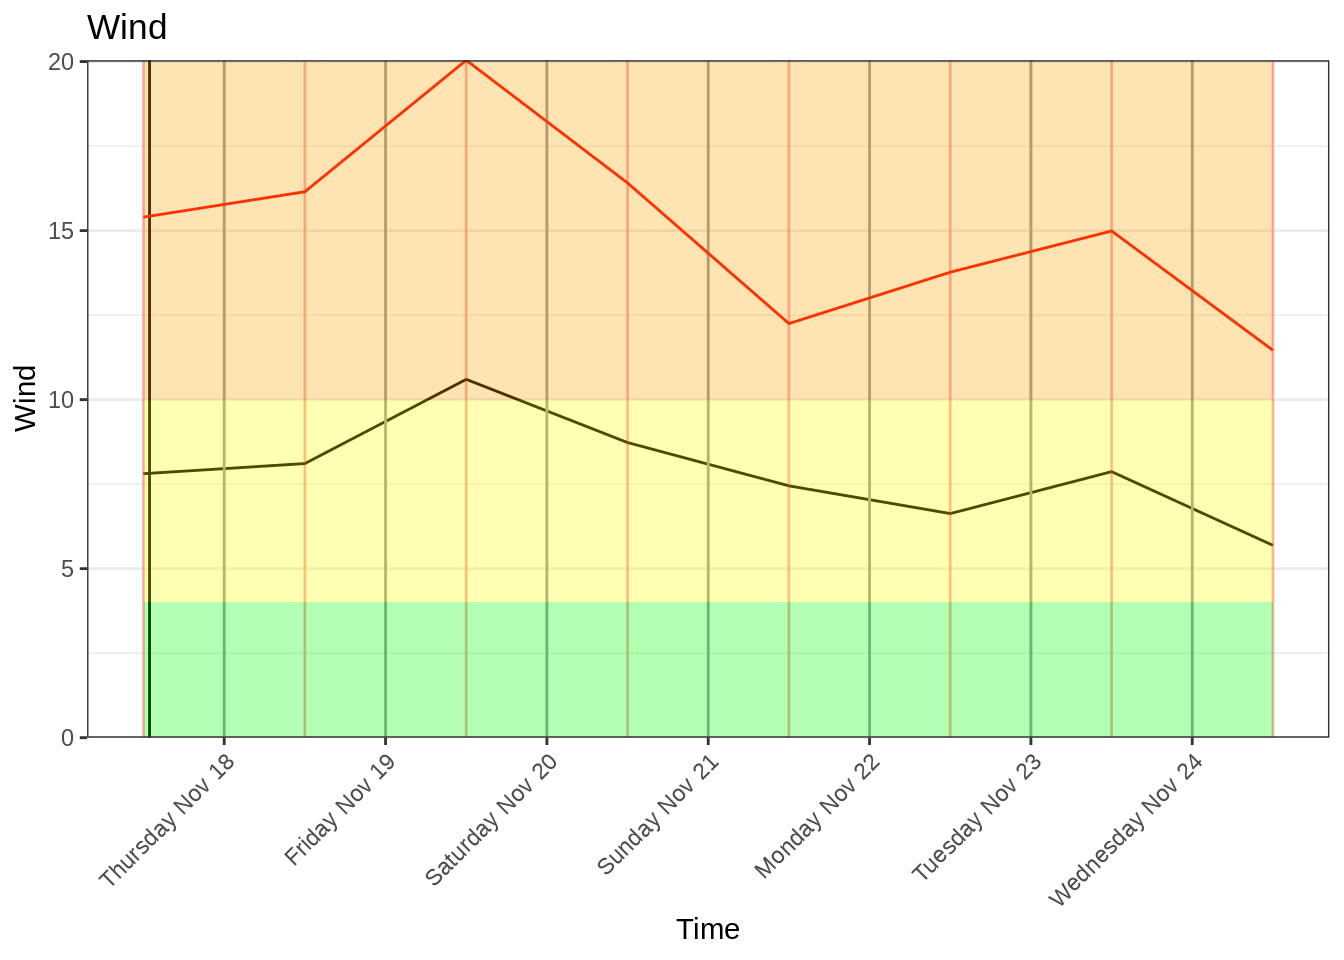 Wind
20
15
10
5
0
Wind
Thursday Nov 18
Friday Nov 19
Saturday Nov 20
Sunday Nov 21
Monday Nov 22
Tuesday Nov 23
Wednesday Nov 24
Time